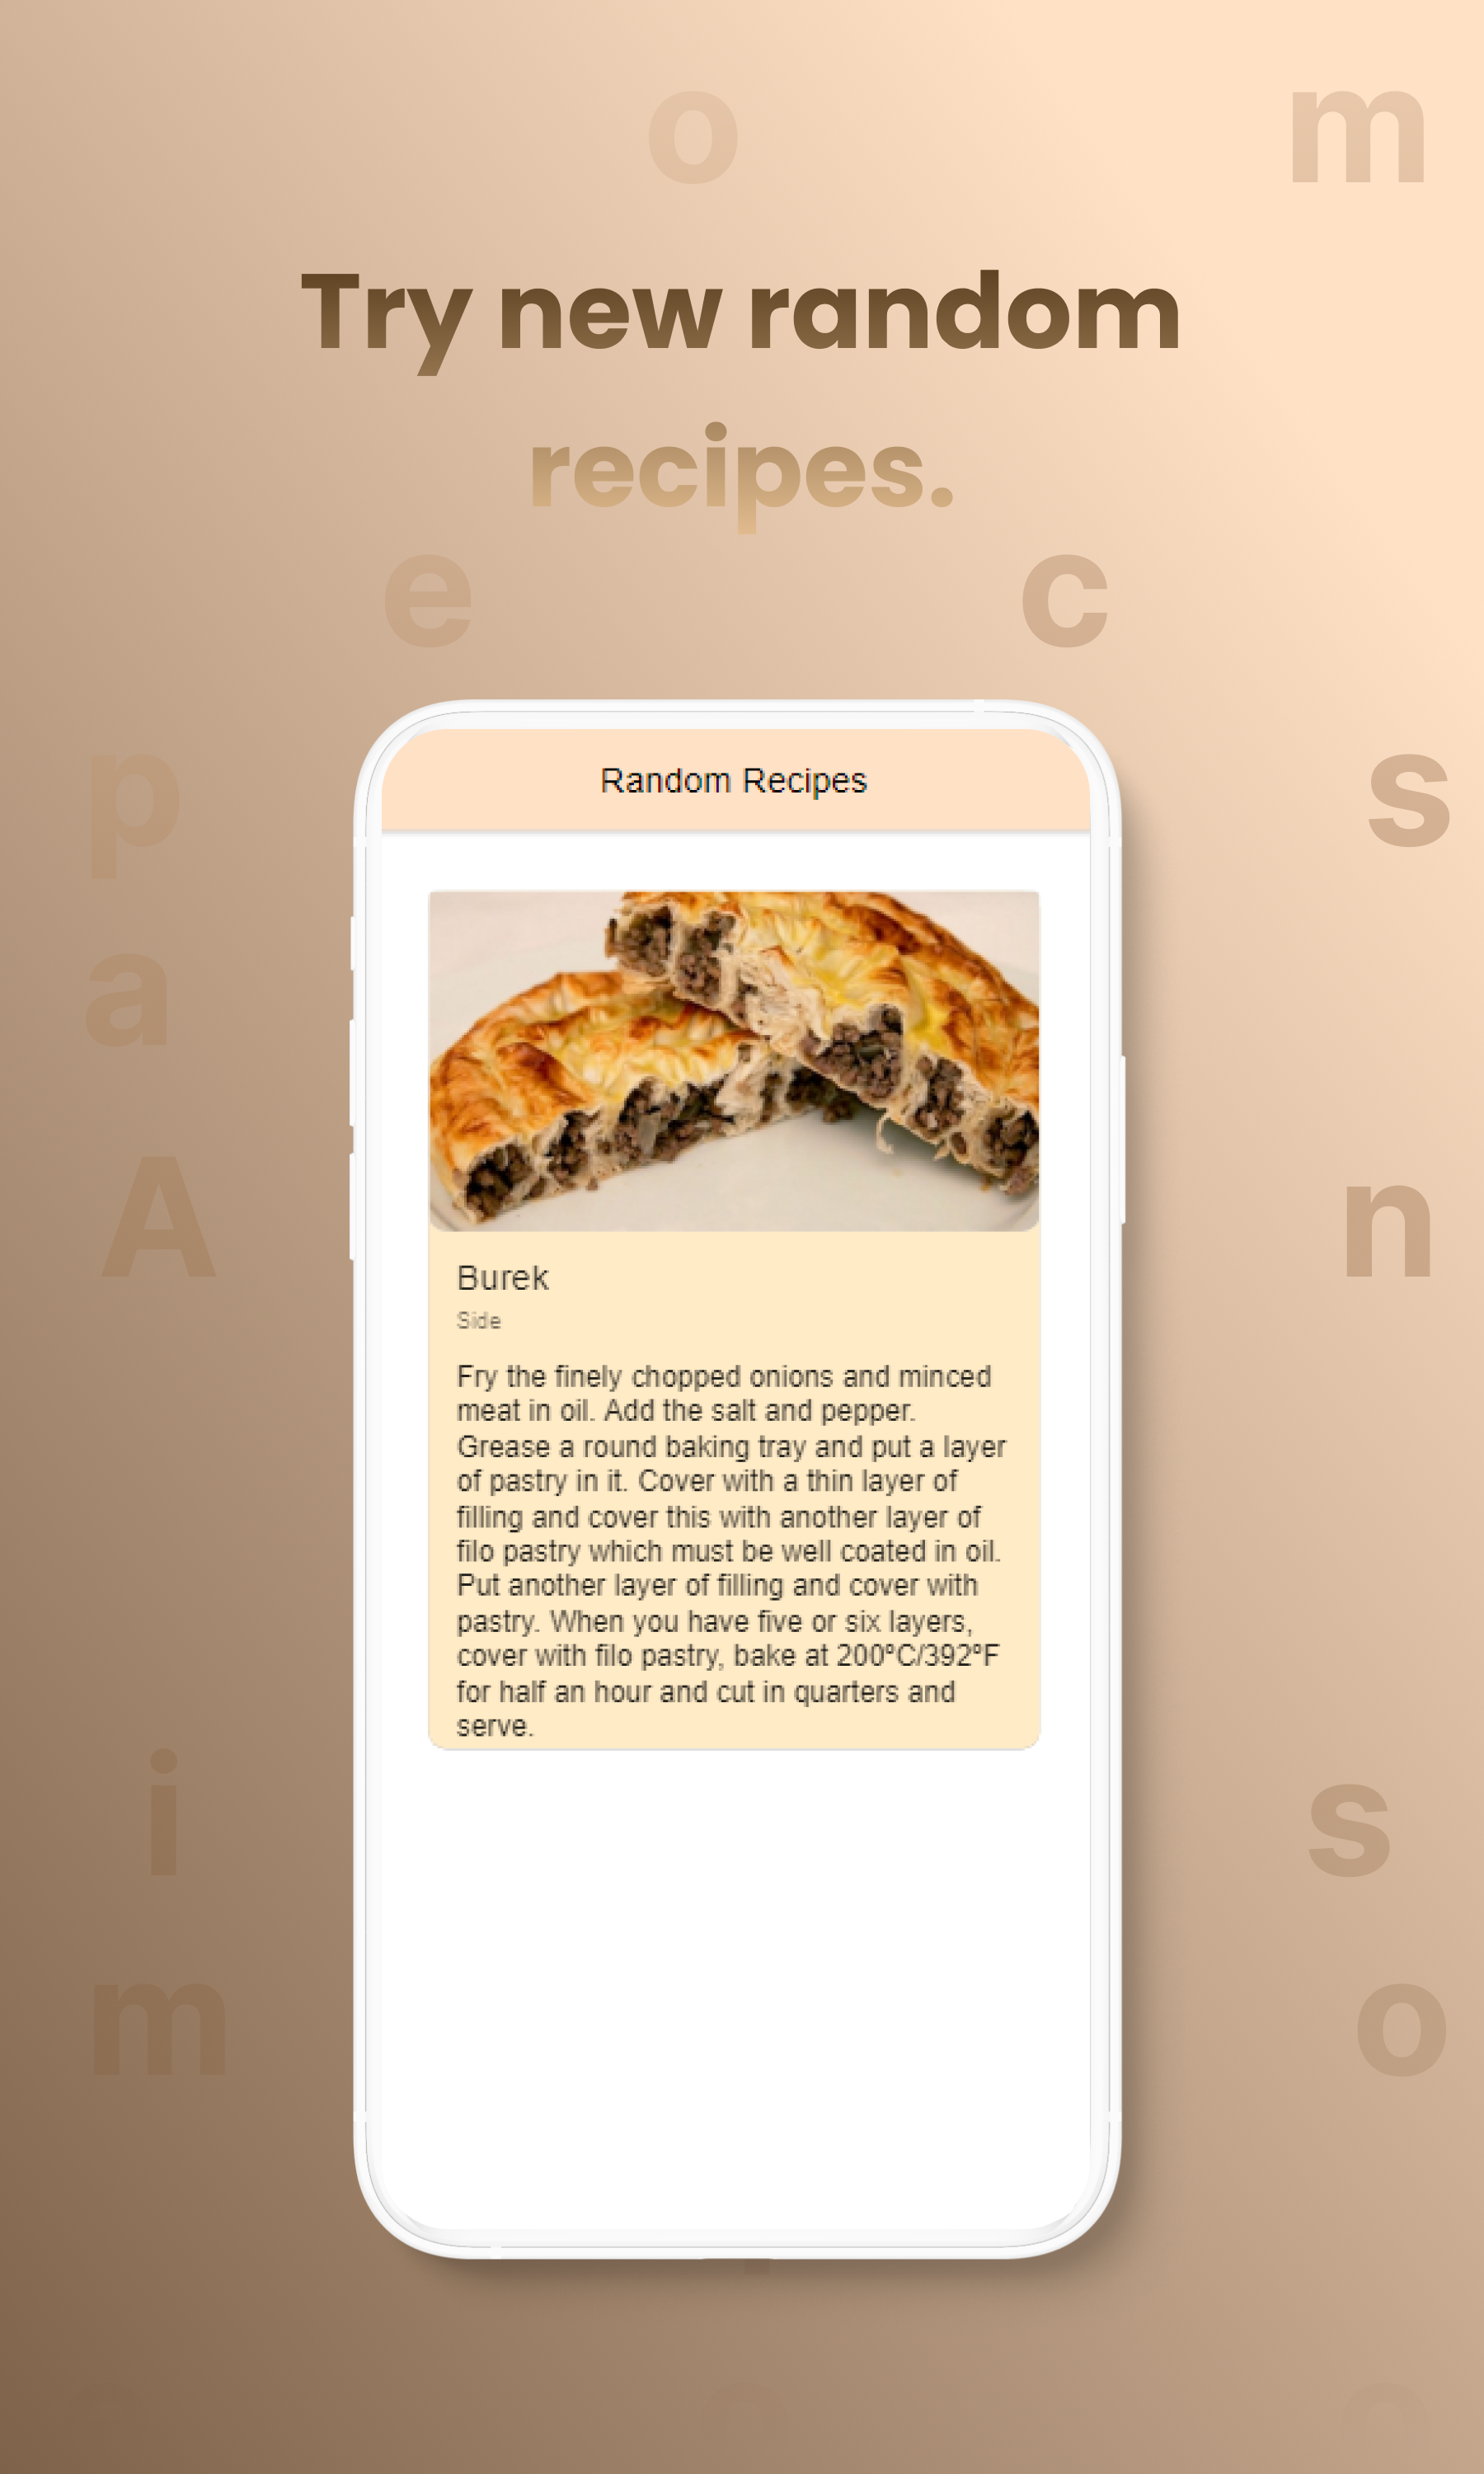 o m
Try new random
recipes.
e c
Random Recipes
p s
a
A n
Burek
Side
Fry the finely chopped onions and minced
meat in oil. Add the salt and pepper.
Grease a round baking tray and put a layer
of pastry in it. Cover with a thin layer of
filling and cover this with another layer of
filo pastry which must be well coated in oil.
Put another layer of filling and cover with
pastry. When you have five or six layers,
cover with filo pastry, bake at 200ºC/392ºF
for half an hour and cut in quarters and
serve.
i s
m o